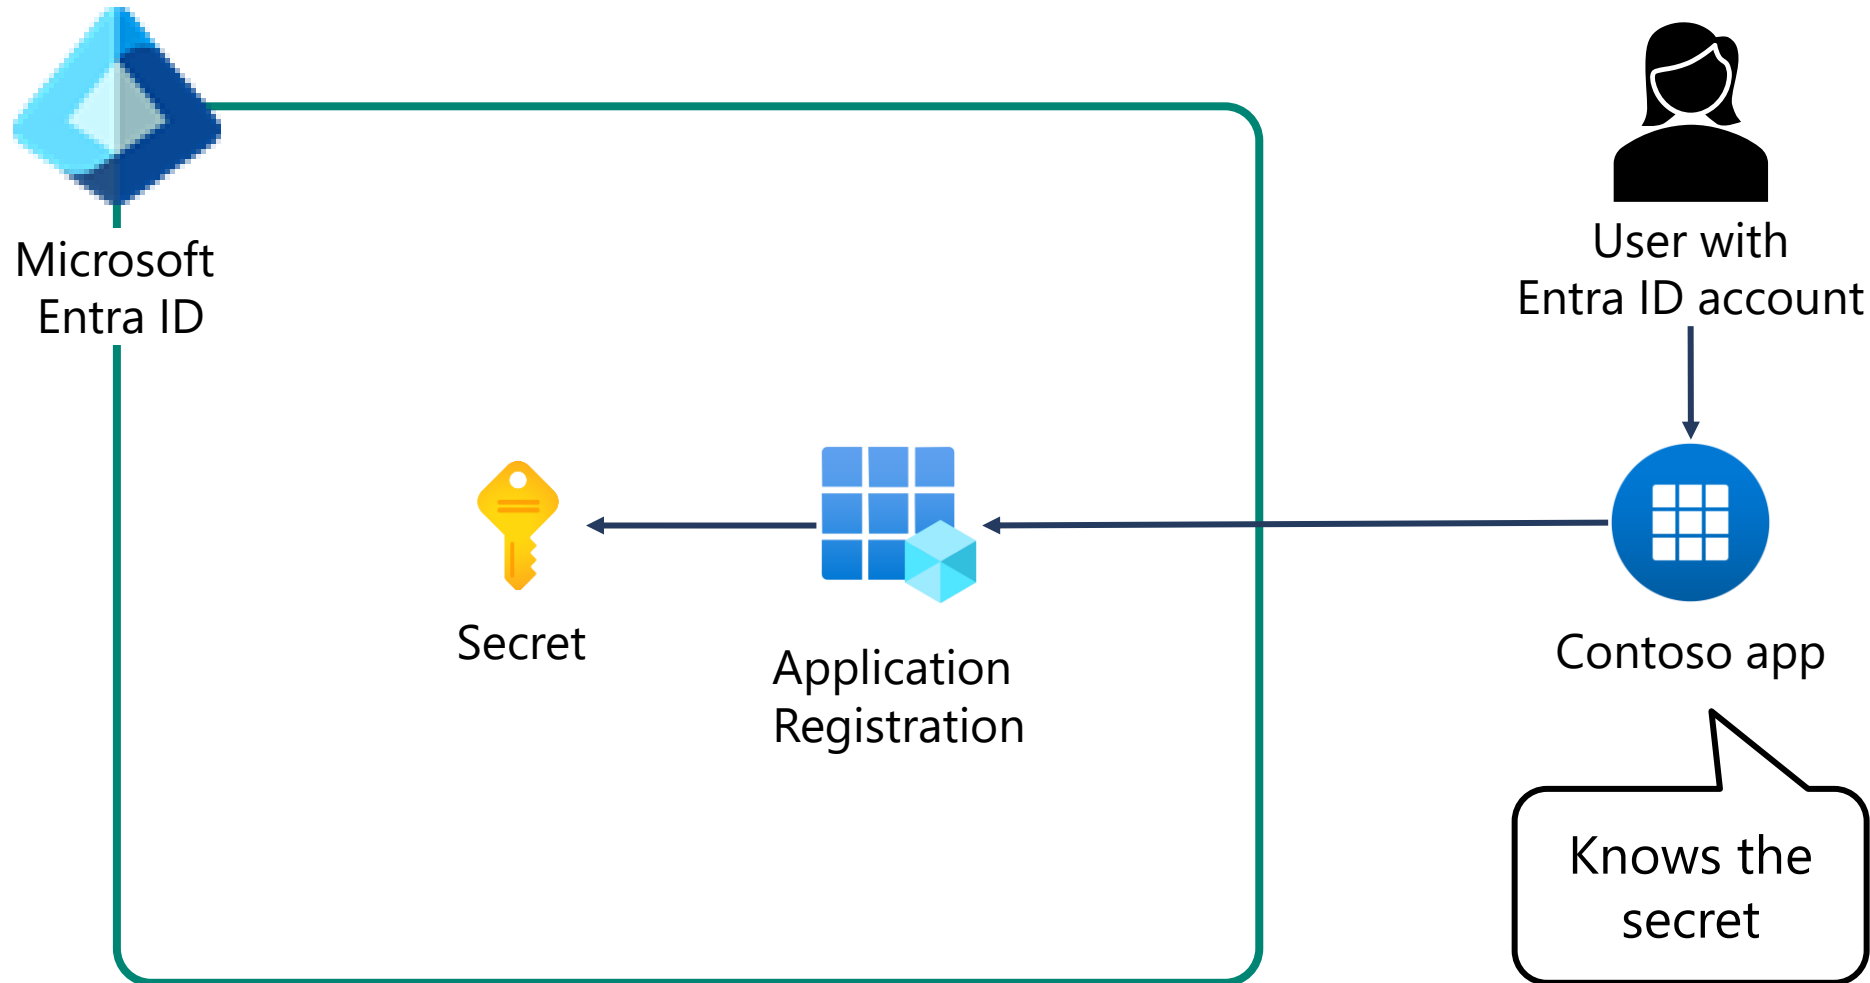 Microsoft
Entra ID
User with
Entra ID account
Secret
Application
Registration
Contoso app
Knows the
secret